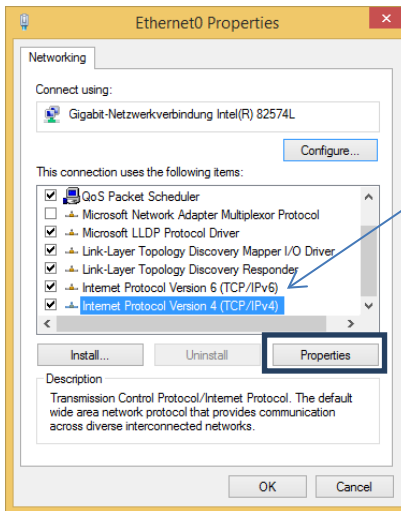 Ethernet0 Properties
Networking
Connect using:
Gigabit-Netzwerkverbindung Intel(R) 82574L
Configure...
This connection uses the following items:
QoS Packet Scheduler
Microsoft Network Adapter Multiplexor Protocol
Microsoft LLDP Protocol Driver
Link-Layer Topology Discovery Mapper I/O Driver
Link-Layer Topology Discovery Responder
Internet Protocol Version 6 (TCP/IPv6)
Internet Protocol Version 4 (TCP/IPv4)
Install...
Uninstall
Properties
Description
Transmission Control Protocol/Internet Protocol. The default
wide area network protocol that provides communication
across diverse interconnected networks.
OK
Cancel